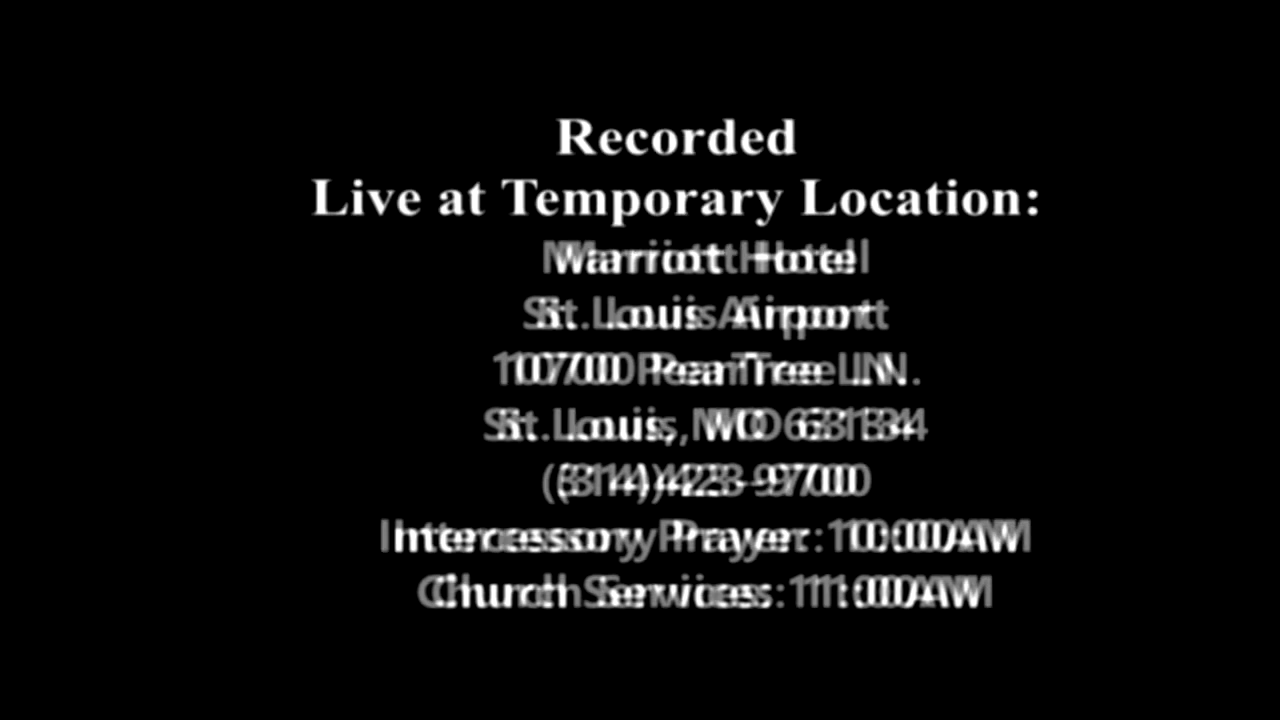 Recorded
Live at Temporary Location:
Marriott Hotel
St. Louis Airport
10700 Pear Tree LN.
St. Louis, MO 63134
(314)423-9700
Intercessory Prayer: 10:00AM
Church Services: 11:00AM